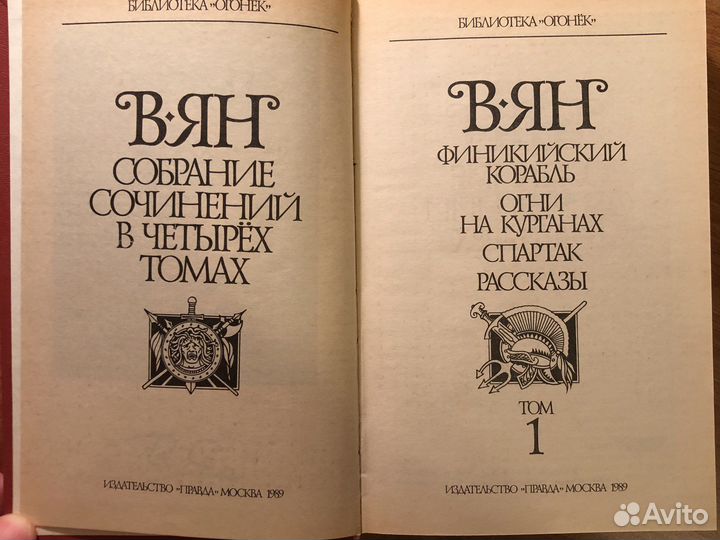 БИБЛИОТЕКА „ОГОНЁК”
В·ЯН
СОБРАНИЕ
СОЧИНЕНИЙ
В ЧЕТЫРЁХ
ТОМАХ
ИЗДАТЕЛЬСТВО «ПРАВДА» МОСКВА 1989
БИБЛИОТЕКА „ОГОНЁК”
В·ЯН
ФИНИКИЙСКИЙ
КОРАБЛЬ
ОГНИ
НА КУРГАНАХ
СПАРТАК
РАССКАЗЫ
ТОМ
1
ИЗДАТЕЛЬСТВО «ПРАВДА» МОСКВА 1989
Avito